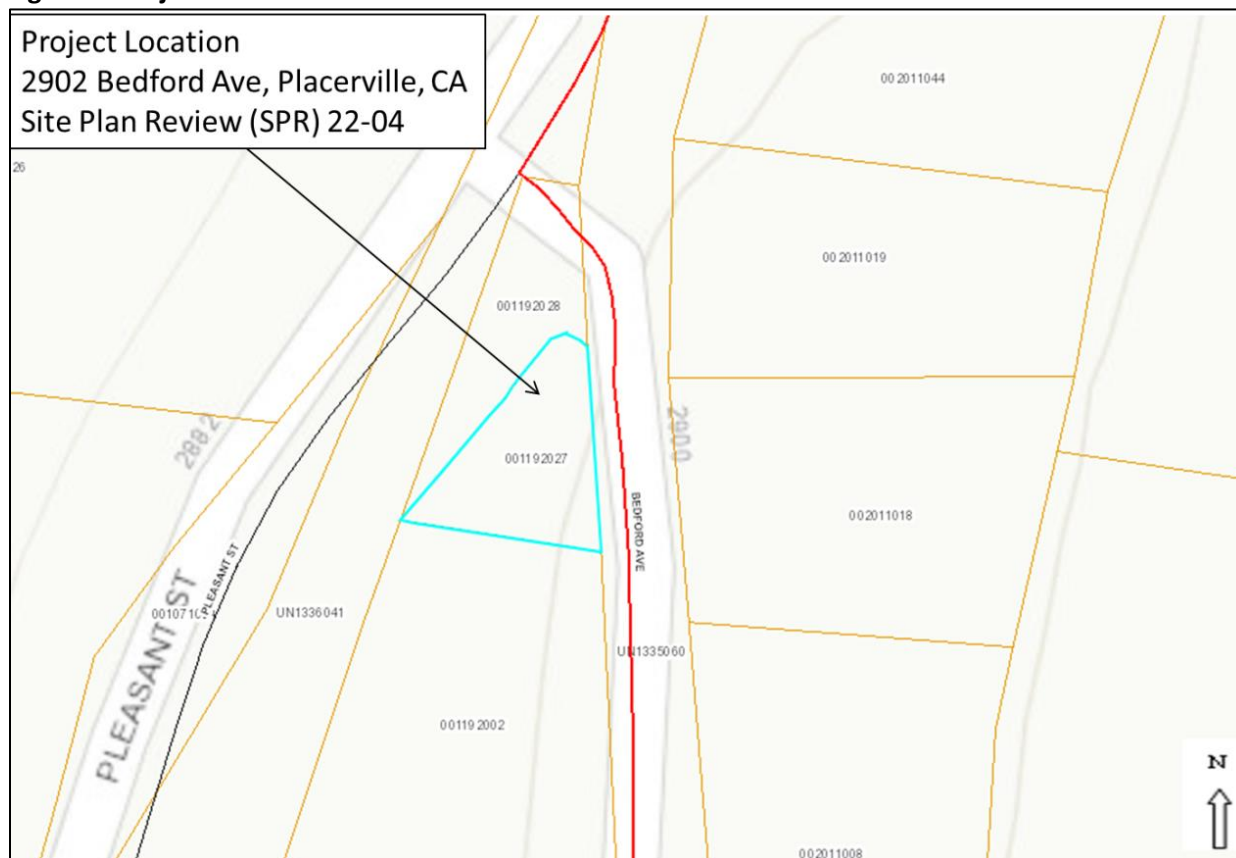 Project Location
2902 Bedford Ave, Placerville, CA
Site Plan Review (SPR) 22-04
002011044
26
002011019
001192028
2882
2900
001192027
BEDFORD AVE
002011018
PLEASANT ST
PLEASANT ST
UN1336041
UN1335060
001192002
N
002011008